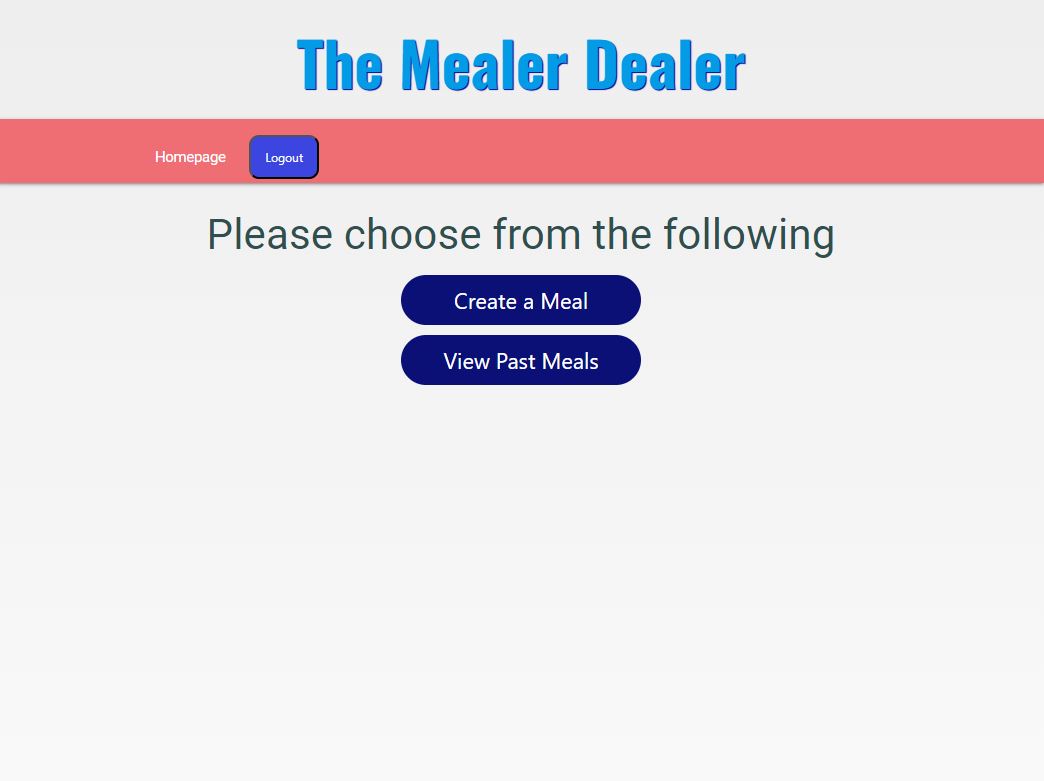 The Mealer Dealer
Homepage Logout
Please choose from the following
Create a Meal
View Past Meals